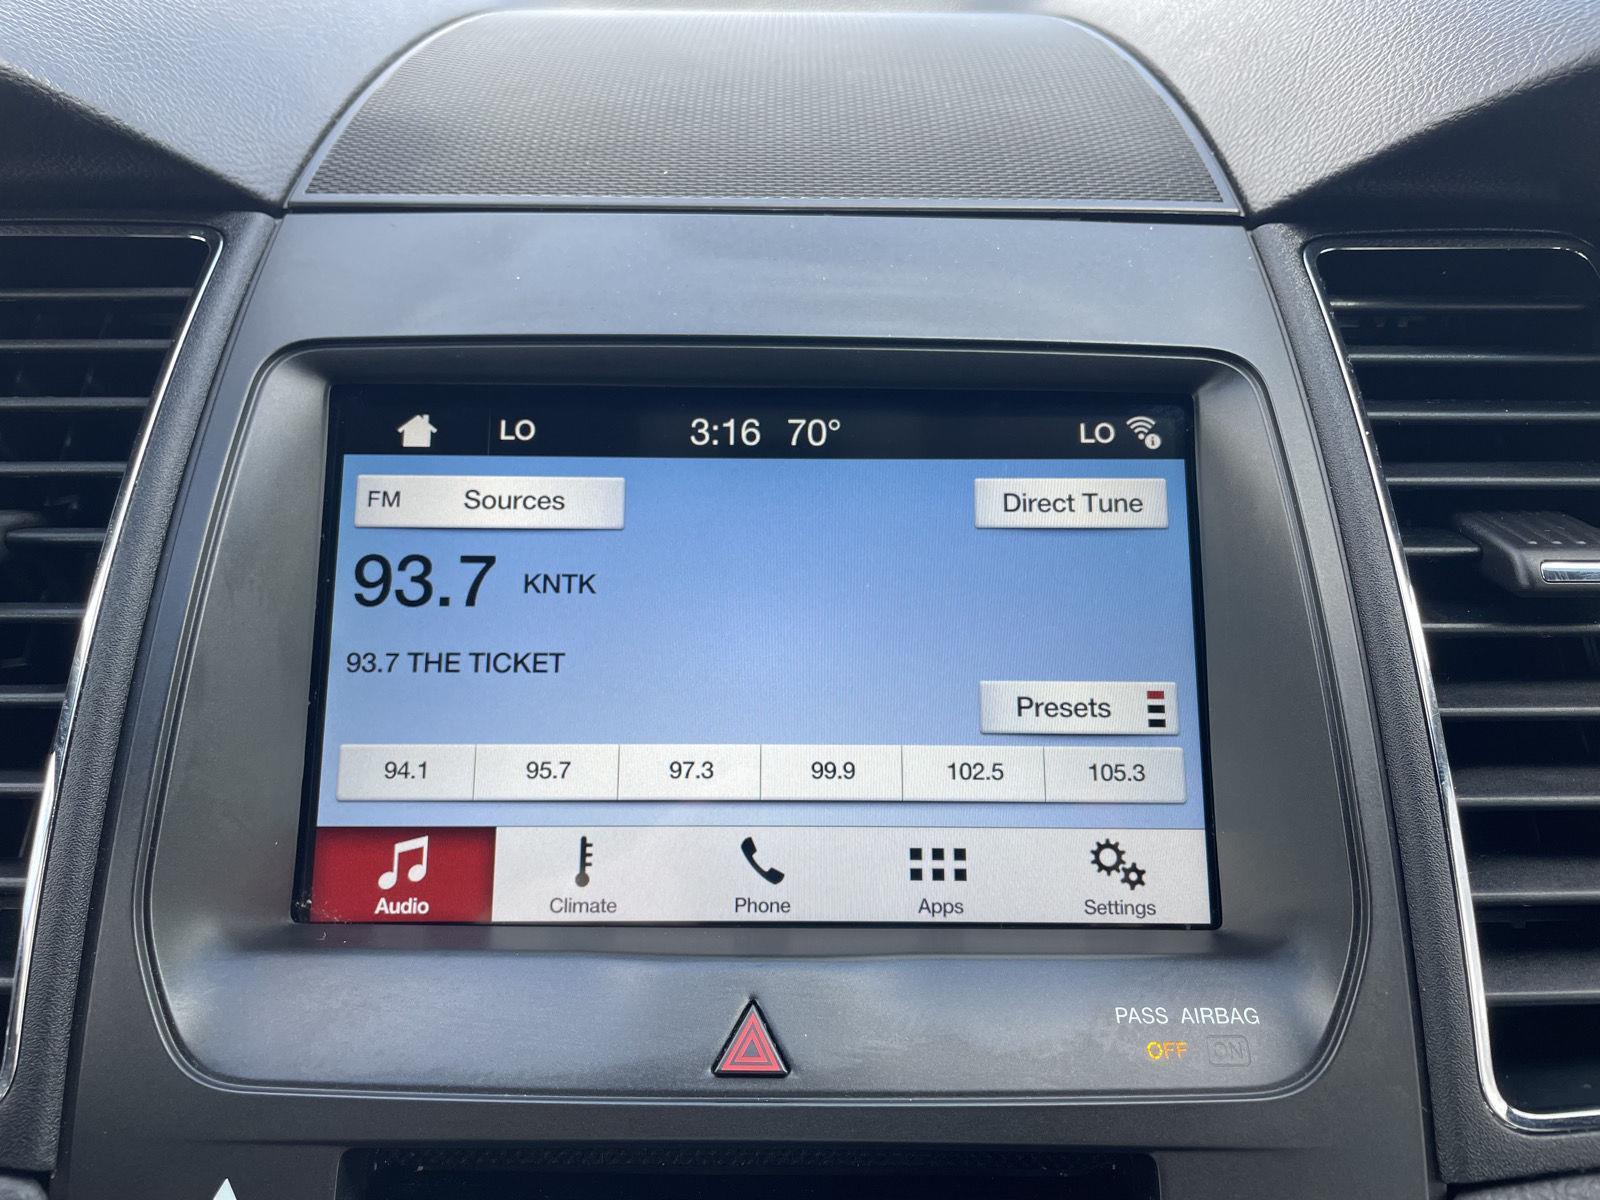 LO 3:16 70° LO
FM Sources Direct Tune
93.7 KNTK
93.7 THE TICKET
Presets
94.1 95.7 97.3 99.9 102.5 105.3
Audio Climate Phone Apps Settings
PASS AIRBAG
OFF ON